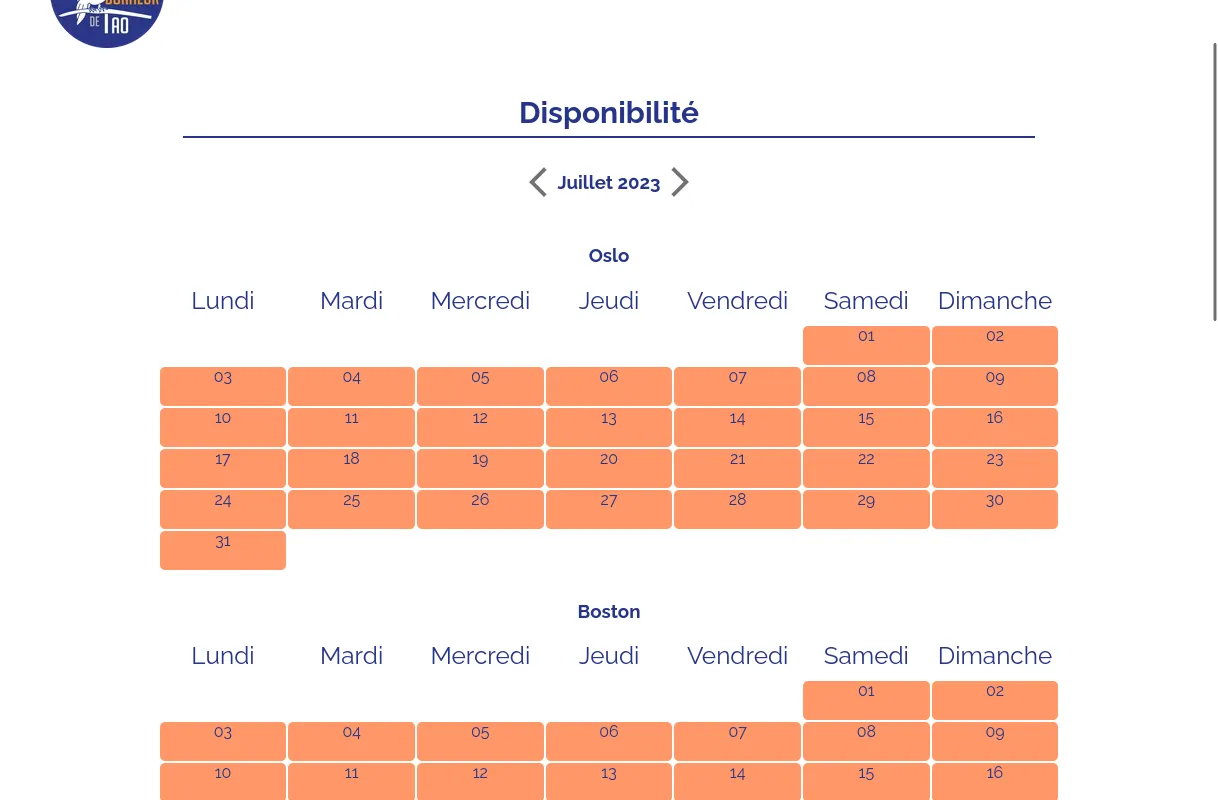 DE TAO
Disponibilité
Juillet 2023
Oslo
Lundi Mardi Mercredi Jeudi Vendredi Samedi Dimanche
01 02
03 04 05 06 07 08 09
10 11 12 13 14 15 16
17 18 19 20 21 22 23
24 25 26 27 28 29 30
31
Boston
Lundi Mardi Mercredi Jeudi Vendredi Samedi Dimanche
01 02
03 04 05 06 07 08 09
10 11 12 13 14 15 16